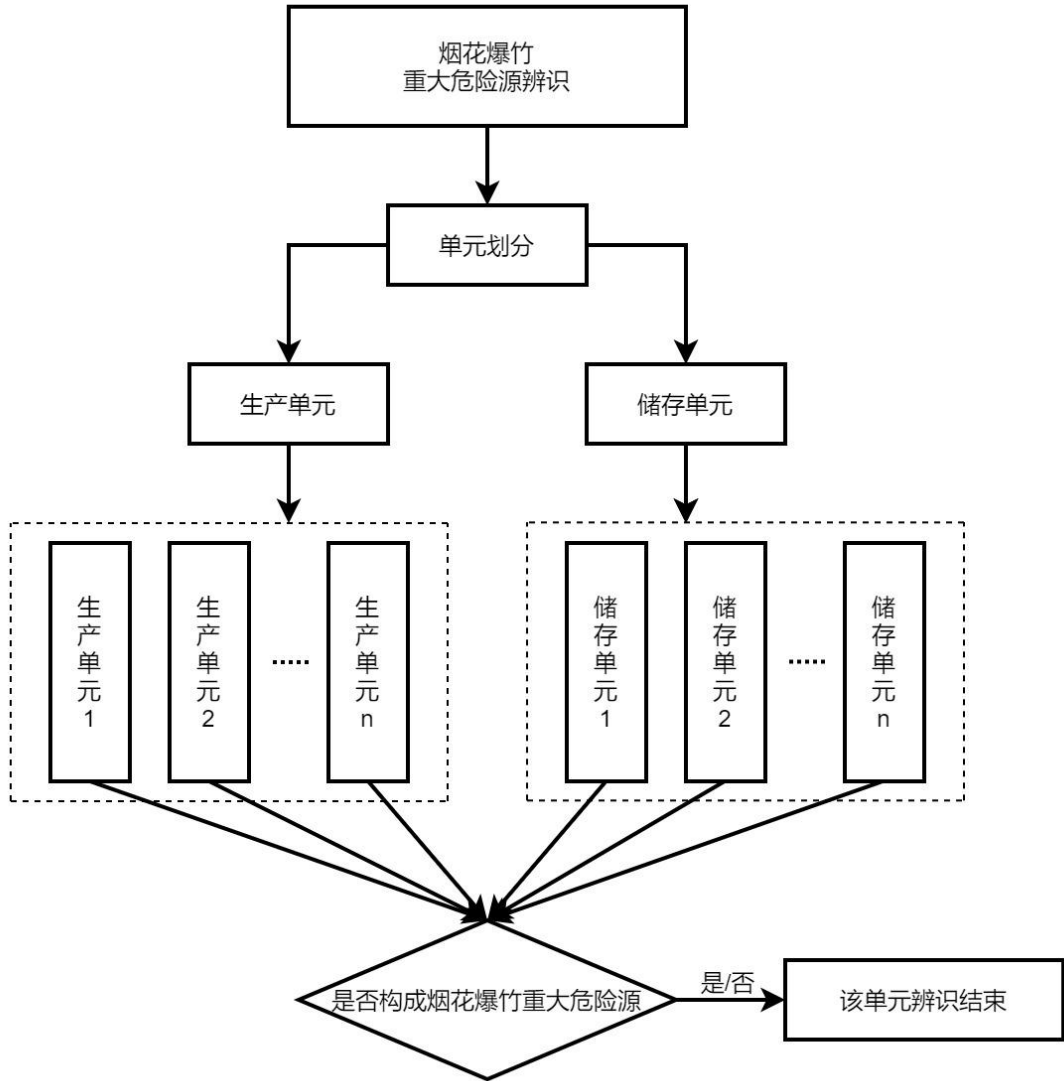 烟花爆竹
重大危险源辨识
单元划分
生产单元
储存单元
生产单元1
生产单元2
······
生产单元n
储存单元1
储存单元2
······
储存单元n
是否构成烟花爆竹重大危险源
是/否
该单元辨识结束